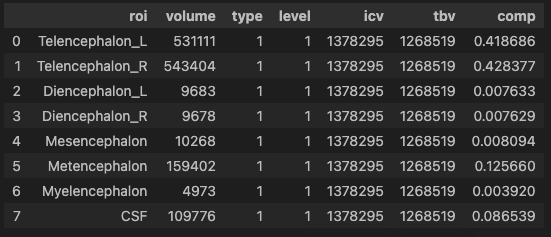 roi volume type level icv tbv comp
0 Telencephalon_L 531111 1 1 1378295 1268519 0.418686
1 Telencephalon_R 543404 1 1 1378295 1268519 0.428377
2 Diencephalon_L 9683 1 1 1378295 1268519 0.007633
3 Diencephalon_R 9678 1 1 1378295 1268519 0.007629
4 Mesencephalon 10268 1 1 1378295 1268519 0.008094
5 Metencephalon 159402 1 1 1378295 1268519 0.125660
6 Myelencephalon 4973 1 1 1378295 1268519 0.003920
7 CSF 109776 1 1 1378295 1268519 0.086539